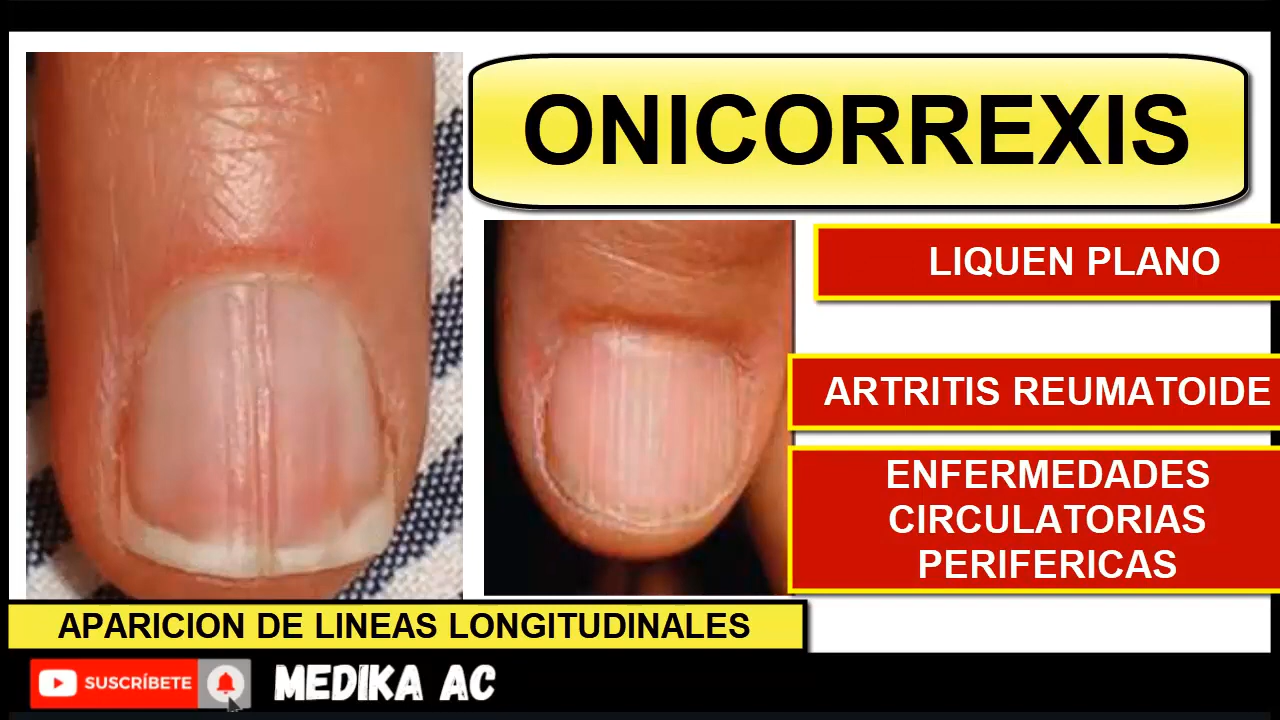 ONICORREXIS
LIQUEN PLANO
ARTRITIS REUMATOIDE
ENFERMEDADES
CIRCULATORIAS
PERIFERICAS
APARICION DE LINEAS LONGITUDINALES
SUSCRÍBETE
MEDIKA AC